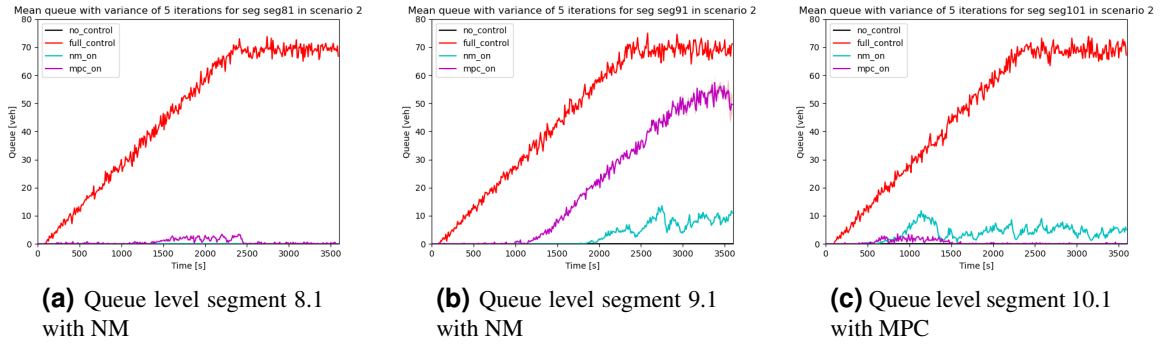 Mean queue with variance of 5 iterations for seg seg81 in scenario 2
80
70
60
50
40
30
20
10
0
Queue [veh]
no_control
full_control
nm_on
mpc_on
0 500 1000 1500 2000 2500 3000 3500
Time [s]
(a) Queue level segment 8.1
with NM
Mean queue with variance of 5 iterations for seg seg91 in scenario 2
80
70
60
50
40
30
20
10
0
Queue [veh]
no_control
full_control
nm_on
mpc_on
0 500 1000 1500 2000 2500 3000 3500
Time [s]
(b) Queue level segment 9.1
with NM
Mean queue with variance of 5 iterations for seg seg101 in scenario 2
80
70
60
50
40
30
20
10
0
Queue [veh]
no_control
full_control
nm_on
mpc_on
0 500 1000 1500 2000 2500 3000 3500
Time [s]
(c) Queue level segment 10.1
with MPC